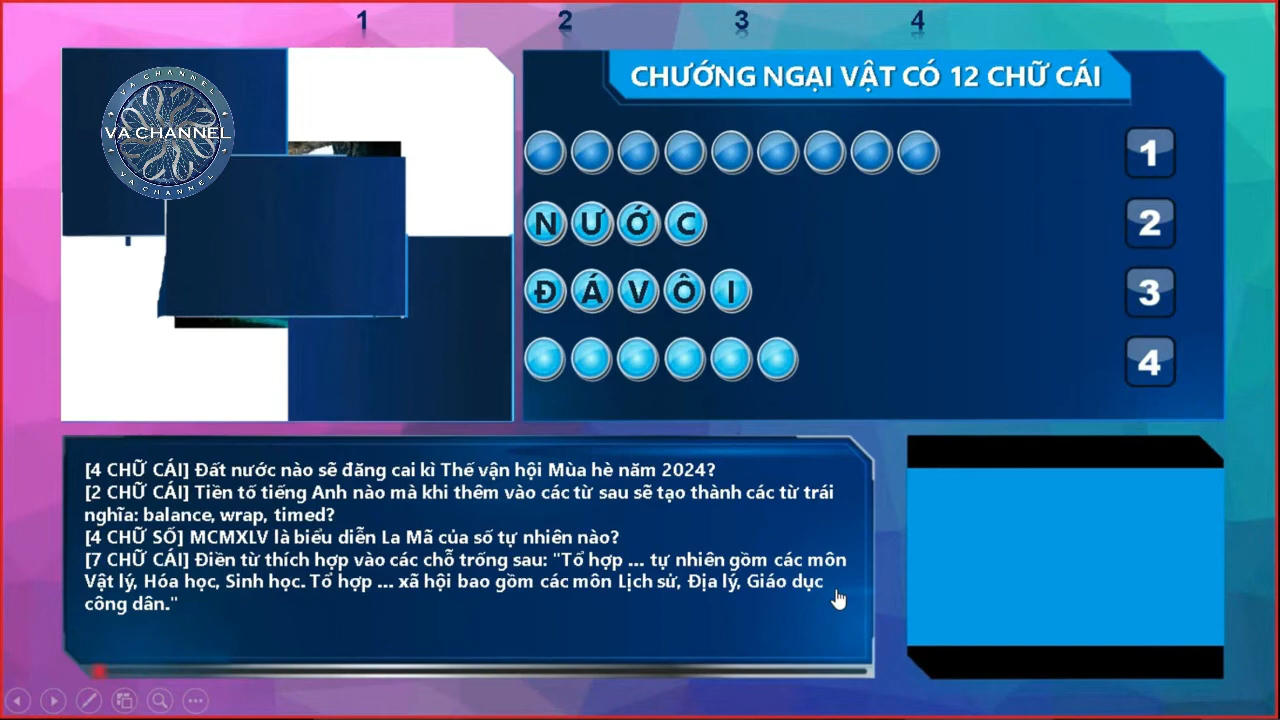 1 2 3 4
CHANNEL
VA CHANNEL
VA CHANNEL
CHƯỚNG NGẠI VẬT CÓ 12 CHỮ CÁI
1
NƯỚC 2
ĐÁVÔI 3
4
[4 CHỮ CÁI] Đất nước nào sẽ đăng cai kì Thế vận hội Mùa hè năm 2024?
[2 CHỮ CÁI] Tiền tố tiếng Anh nào mà khi thêm vào các từ sau sẽ tạo thành các từ trái
nghĩa: balance, wrap, timed?
[4 CHỮ SỐ] MCMXLV là biểu diễn La Mã của số tự nhiên nào?
[7 CHỮ CÁI] Điền từ thích hợp vào các chỗ trống sau: "Tổ hợp ... tự nhiên gồm các môn
Vật lý, Hóa học, Sinh học. Tổ hợp ... xã hội bao gồm các môn Lịch sử, Địa lý, Giáo dục
công dân."